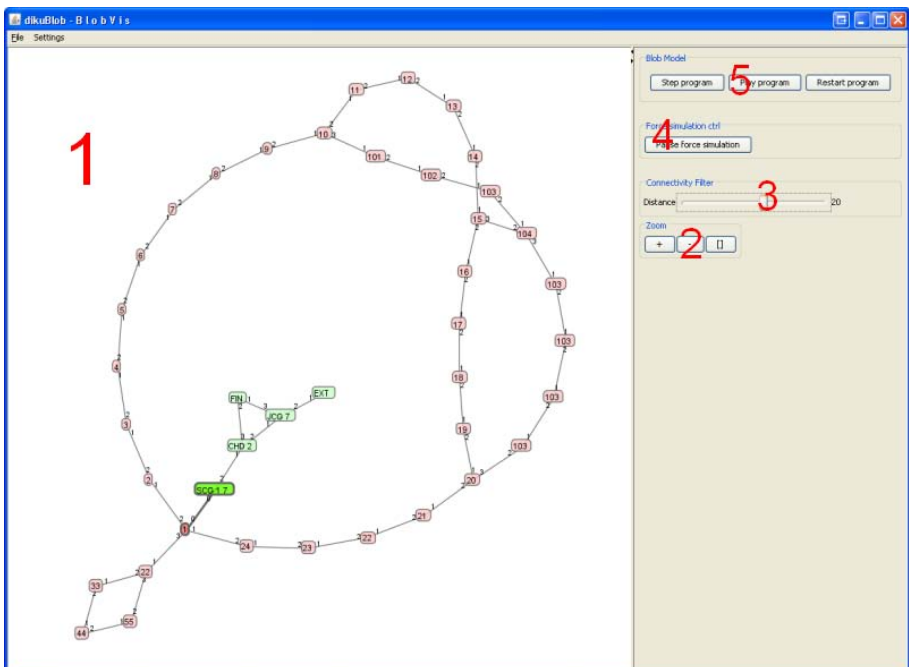 dikuBlob - B l o b V i s
File Settings
1
12
11
13
10
9
14
101
8
102
103
7
15
104
6
16
103
5
17
103
4
18
FIN
EXT
JCG 7
103
3
19
CHD 2
103
2
20
SCG 1 7
21
1
22
24
23
22
33
55
44
Blob Model
Step program Play program Restart program
5
Force simulation ctrl
Pause force simulation
4
Connectivity Filter
Distance 20
3
Zoom
+ - []
2